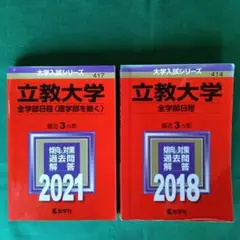 大学入試シリーズ
417
立教大学
全学部日程〈理学部を除く〉
最近3カ年
傾向と対策
過去問
解答
2021
教学社
大学入試シリーズ
414
立教大学
全学部日程
最近3カ年
傾向と対策
過去問
解答
2018
教学社